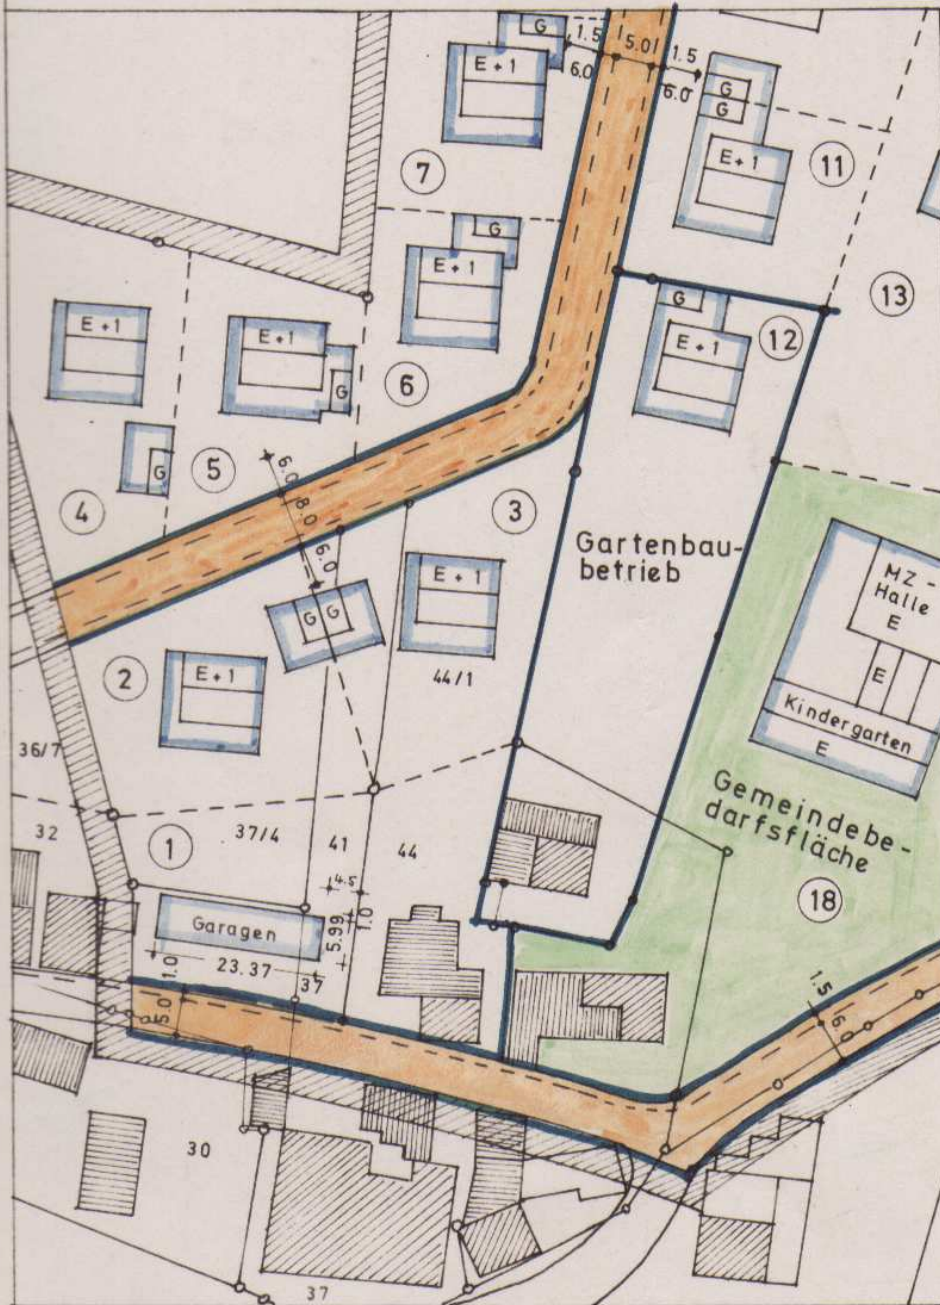 G
1.5
5.0
1.5
E+1
6.0
6.0
G
G
E+1
11
7
G
E+1
13
G
12
E+1
E+1
E+1
G
6
5
G
4
6.0
8.0
6.0
3
Gartenbau-
betrieb
MZ-
Halle
E
E
Kindergarten
E
G G
E+1
44/1
2
E+1
36/7
Gemeindebe-
darfsfläche
18
32
1
37/4
41
44
4.5
Garagen
5.99
1.0
1.0
23.37
37
5.0
1.5
6.0
30
37